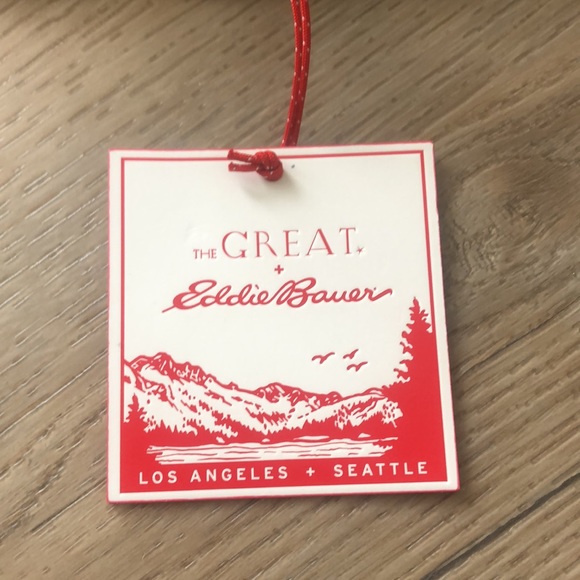 THE GREAT.
+
Eddie Bauer
LOS ANGELES + SEATTLE